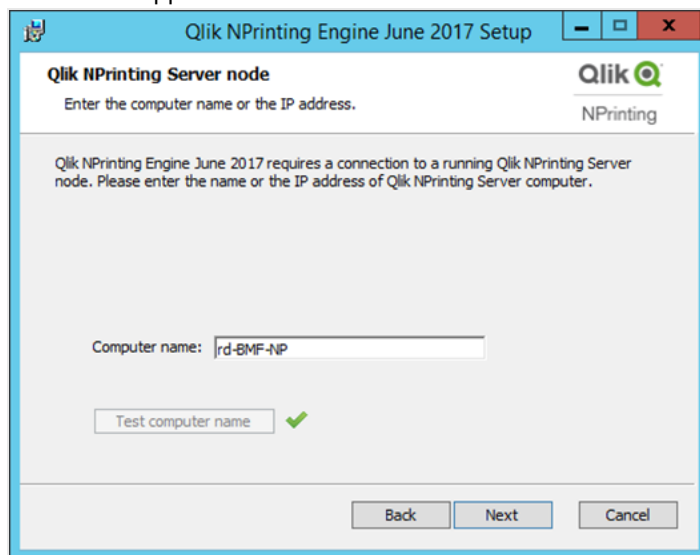 Qlik NPrinting Engine June 2017 Setup
Qlik NPrinting Server node
Enter the computer name or the IP address.
Qlik
NPrinting
Qlik NPrinting Engine June 2017 requires a connection to a running Qlik NPrinting Server
node. Please enter the name or the IP address of Qlik NPrinting Server computer.
Computer name: rd-BMF-NP
Test computer name
Back Next Cancel